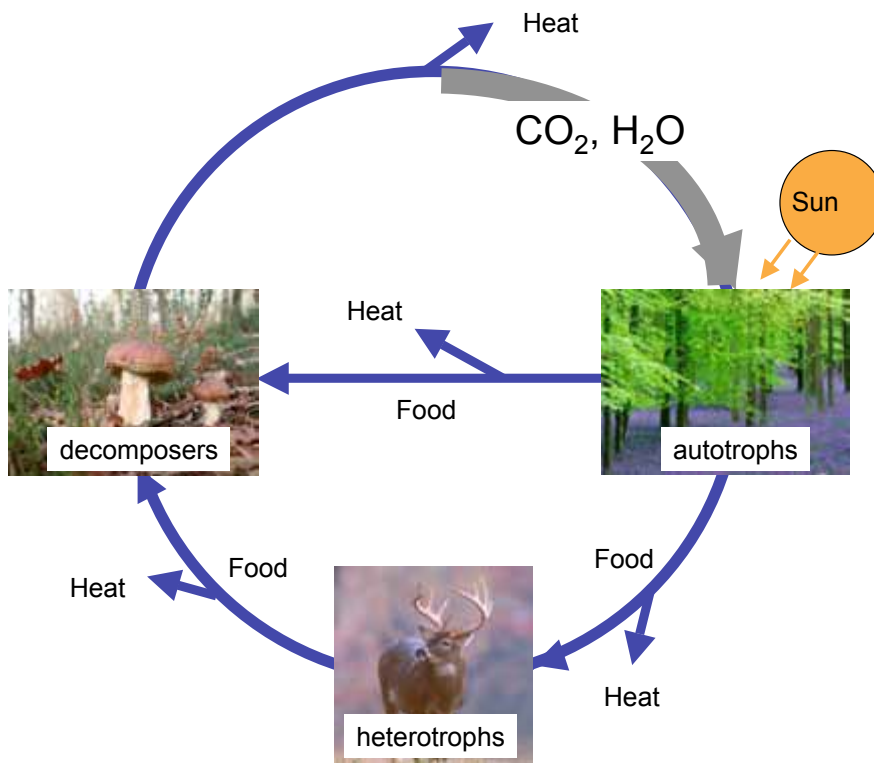 Heat
CO₂, H₂O
Sun
Heat
Food
decomposers
autotrophs
Food
Food
Heat
Heat
heterotrophs